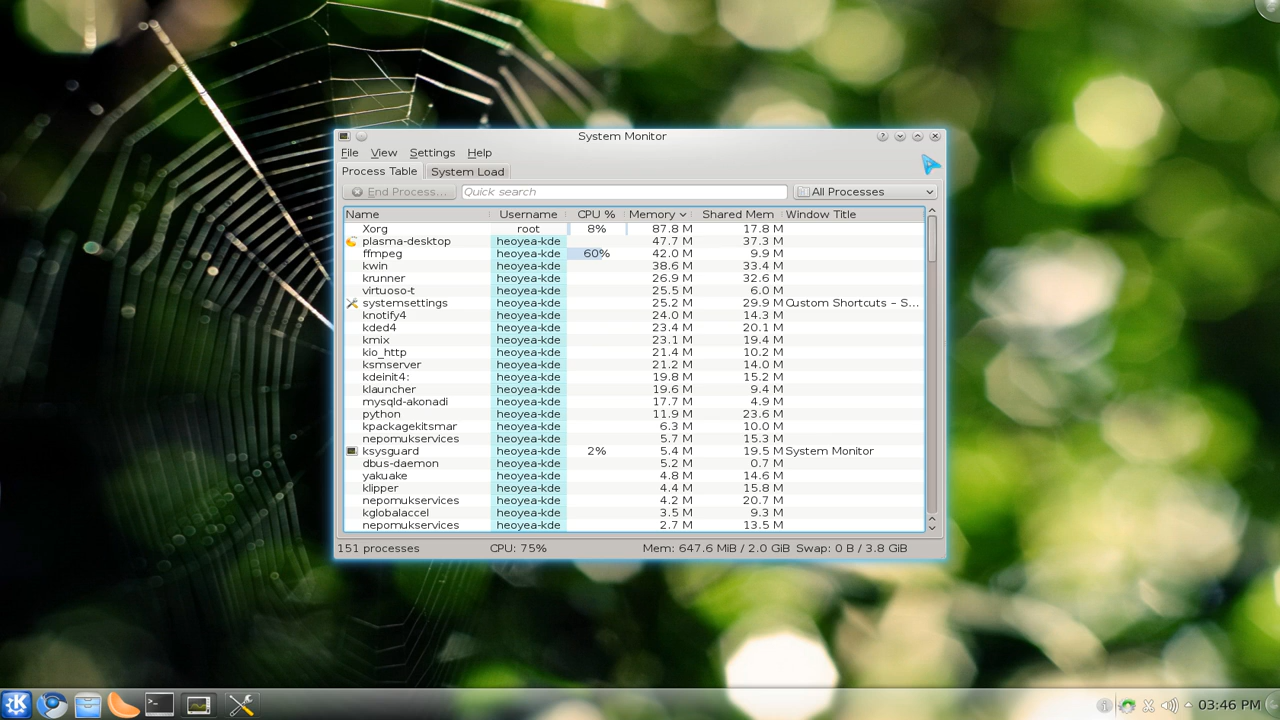 System Monitor
File View Settings Help
Process Table System Load
End Process... Quick search All Processes
Name Username CPU % Memory Shared Mem Window Title
Xorg root 8% 87.8 M 17.8 M
plasma-desktop heoyea-kde 47.7 M 37.3 M
ffmpeg heoyea-kde 60% 42.0 M 9.9 M
kwin heoyea-kde 38.6 M 33.4 M
krunner heoyea-kde 26.9 M 32.6 M
virtuoso-t heoyea-kde 25.5 M 6.0 M
systemsettings heoyea-kde 25.2 M 29.9 M Custom Shortcuts – S...
knotify4 heoyea-kde 24.0 M 14.3 M
kded4 heoyea-kde 23.4 M 20.1 M
kmix heoyea-kde 23.1 M 19.4 M
kio_http heoyea-kde 21.4 M 10.2 M
ksmserver heoyea-kde 21.2 M 14.0 M
kdeinit4: heoyea-kde 19.8 M 15.2 M
klauncher heoyea-kde 19.6 M 9.4 M
mysqld-akonadi heoyea-kde 17.7 M 4.9 M
python heoyea-kde 11.9 M 23.6 M
kpackagekitsmar heoyea-kde 6.3 M 10.0 M
nepomukservices heoyea-kde 5.7 M 15.3 M
ksysguard heoyea-kde 2% 5.4 M 19.5 M System Monitor
dbus-daemon heoyea-kde 5.2 M 0.7 M
yakuake heoyea-kde 4.8 M 14.6 M
klipper heoyea-kde 4.4 M 15.8 M
nepomukservices heoyea-kde 4.2 M 20.7 M
kglobalaccel heoyea-kde 3.5 M 9.3 M
nepomukservices heoyea-kde 2.7 M 13.5 M
151 processes CPU: 75% Mem: 647.6 MiB / 2.0 GiB Swap: 0 B / 3.8 GiB
03:46 PM